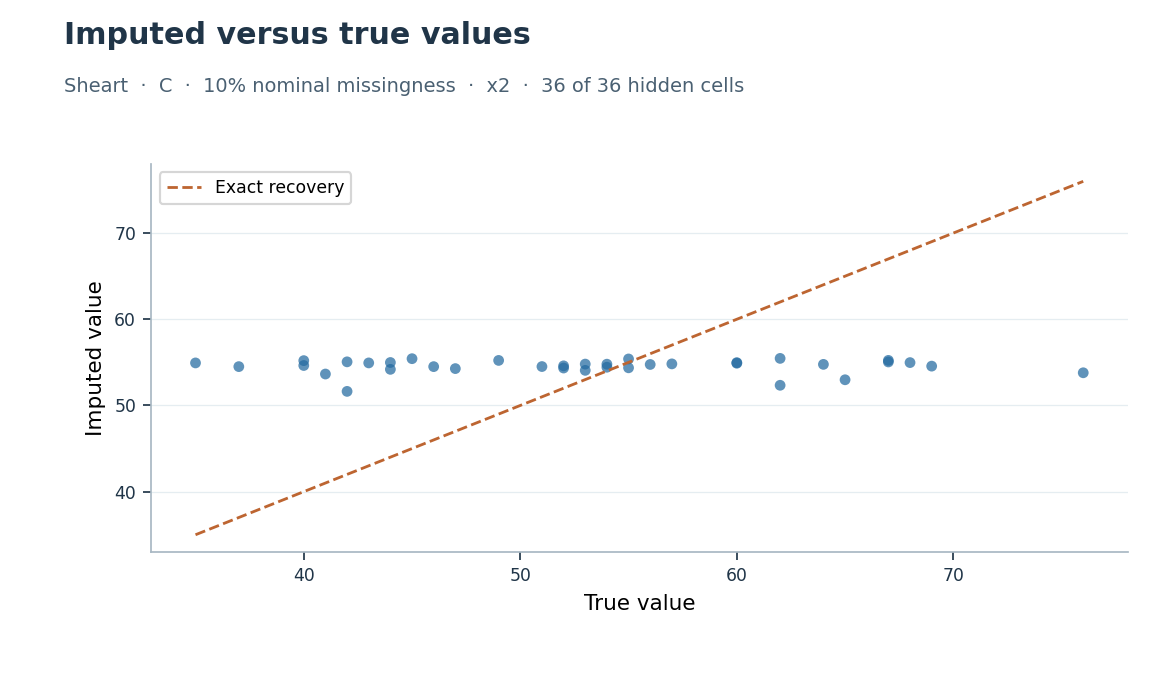 Imputed versus true values
Sheart · C · 10% nominal missingness · x2 · 36 of 36 hidden cells
Exact recovery
70
60
50
40
Imputed value
40 50 60 70
True value